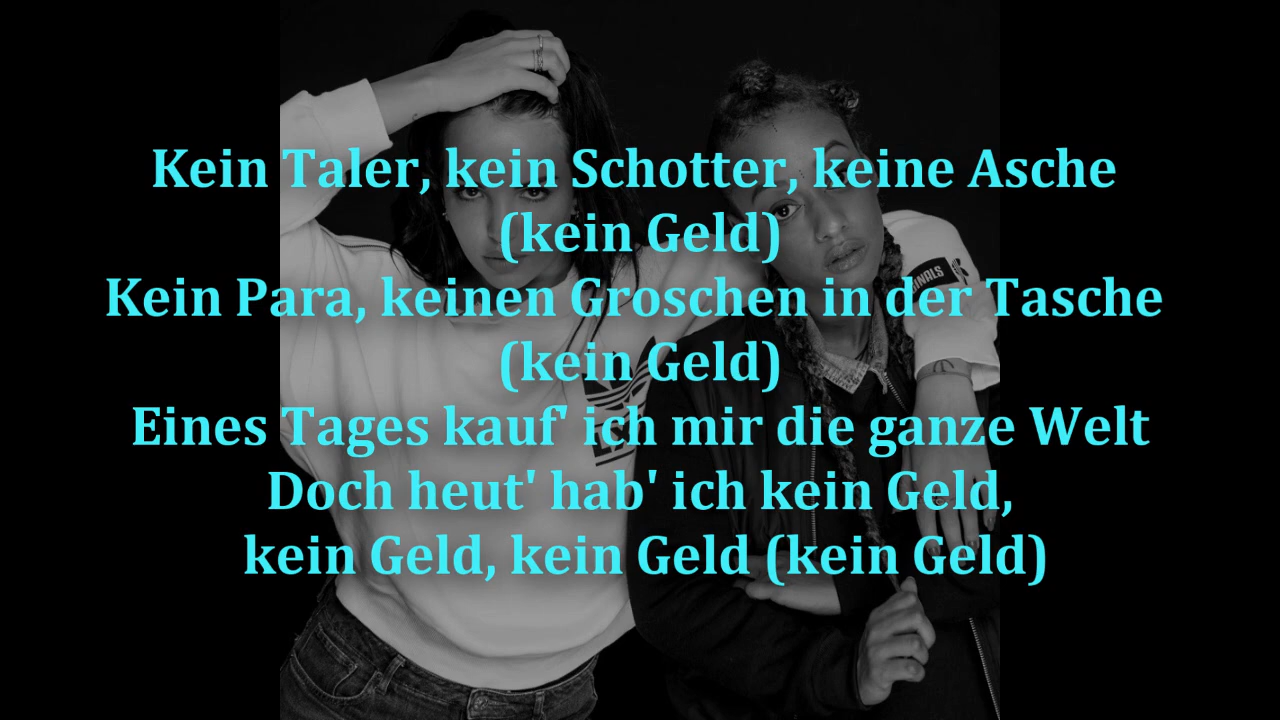 Kein Taler, kein Schotter, keine Asche
(kein Geld)
Kein Para, keinen Groschen in der Tasche
(kein Geld)
Eines Tages kauf' ich mir die ganze Welt
Doch heut' hab' ich kein Geld,
kein Geld, kein Geld (kein Geld)